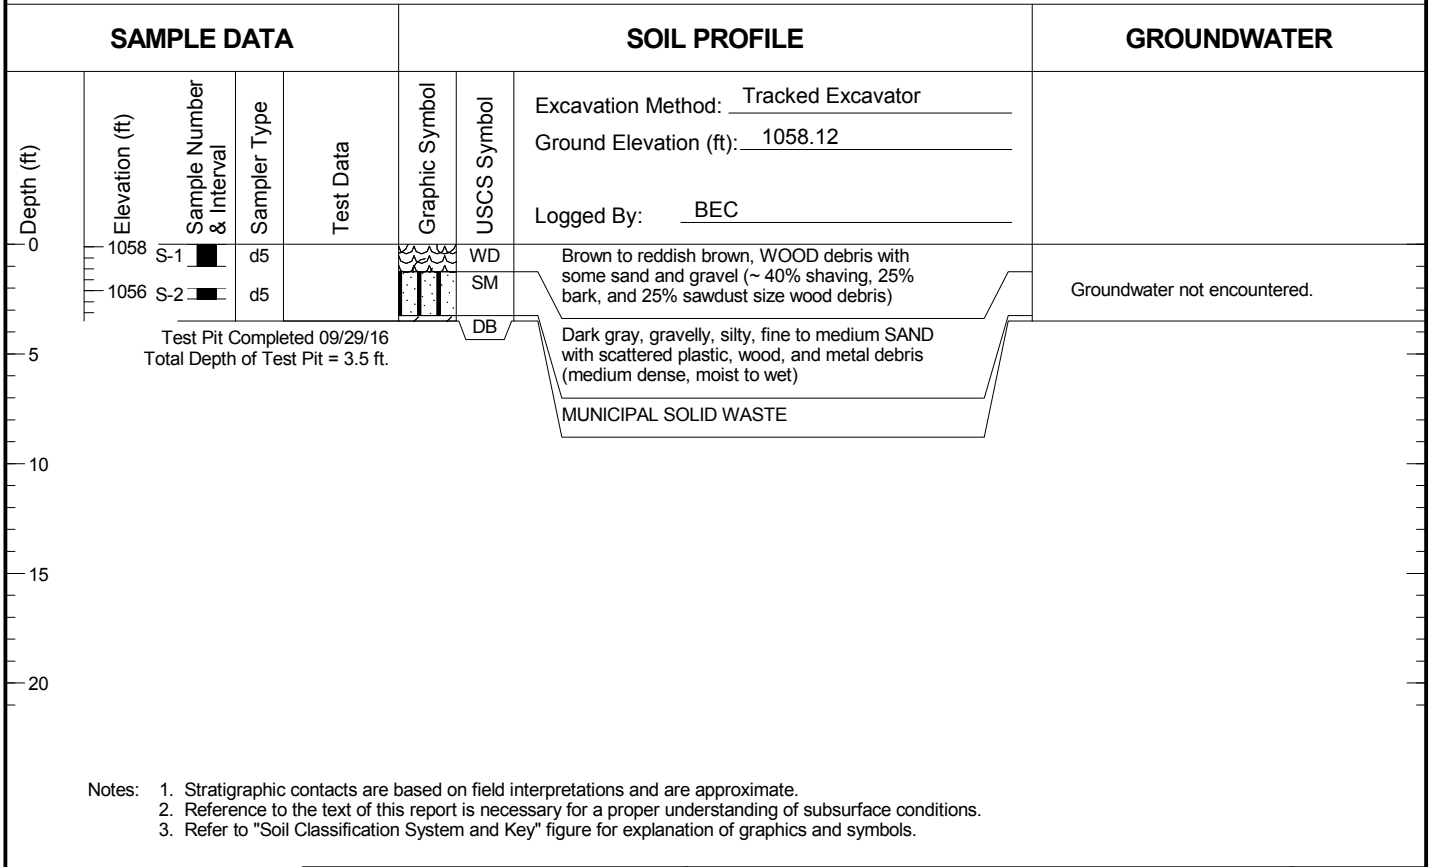 SAMPLE DATA
SOIL PROFILE
GROUNDWATER
Depth (ft)
Elevation (ft)
Sample Number
& Interval
Sampler Type
Test Data
Graphic Symbol
USCS Symbol
Excavation Method: Tracked Excavator
Ground Elevation (ft): 1058.12
Logged By: BEC
0
1058
S-1
d5
WD
Brown to reddish brown, WOOD debris with
some sand and gravel (~ 40% shaving, 25%
bark, and 25% sawdust size wood debris)
1056
S-2
d5
SM
Groundwater not encountered.
DB
Dark gray, gravelly, silty, fine to medium SAND
with scattered plastic, wood, and metal debris
(medium dense, moist to wet)
Test Pit Completed 09/29/16
Total Depth of Test Pit = 3.5 ft.
5
MUNICIPAL SOLID WASTE
10
15
20
Notes: 1. Stratigraphic contacts are based on field interpretations and are approximate.
2. Reference to the text of this report is necessary for a proper understanding of subsurface conditions.
3. Refer to "Soil Classification System and Key" figure for explanation of graphics and symbols.